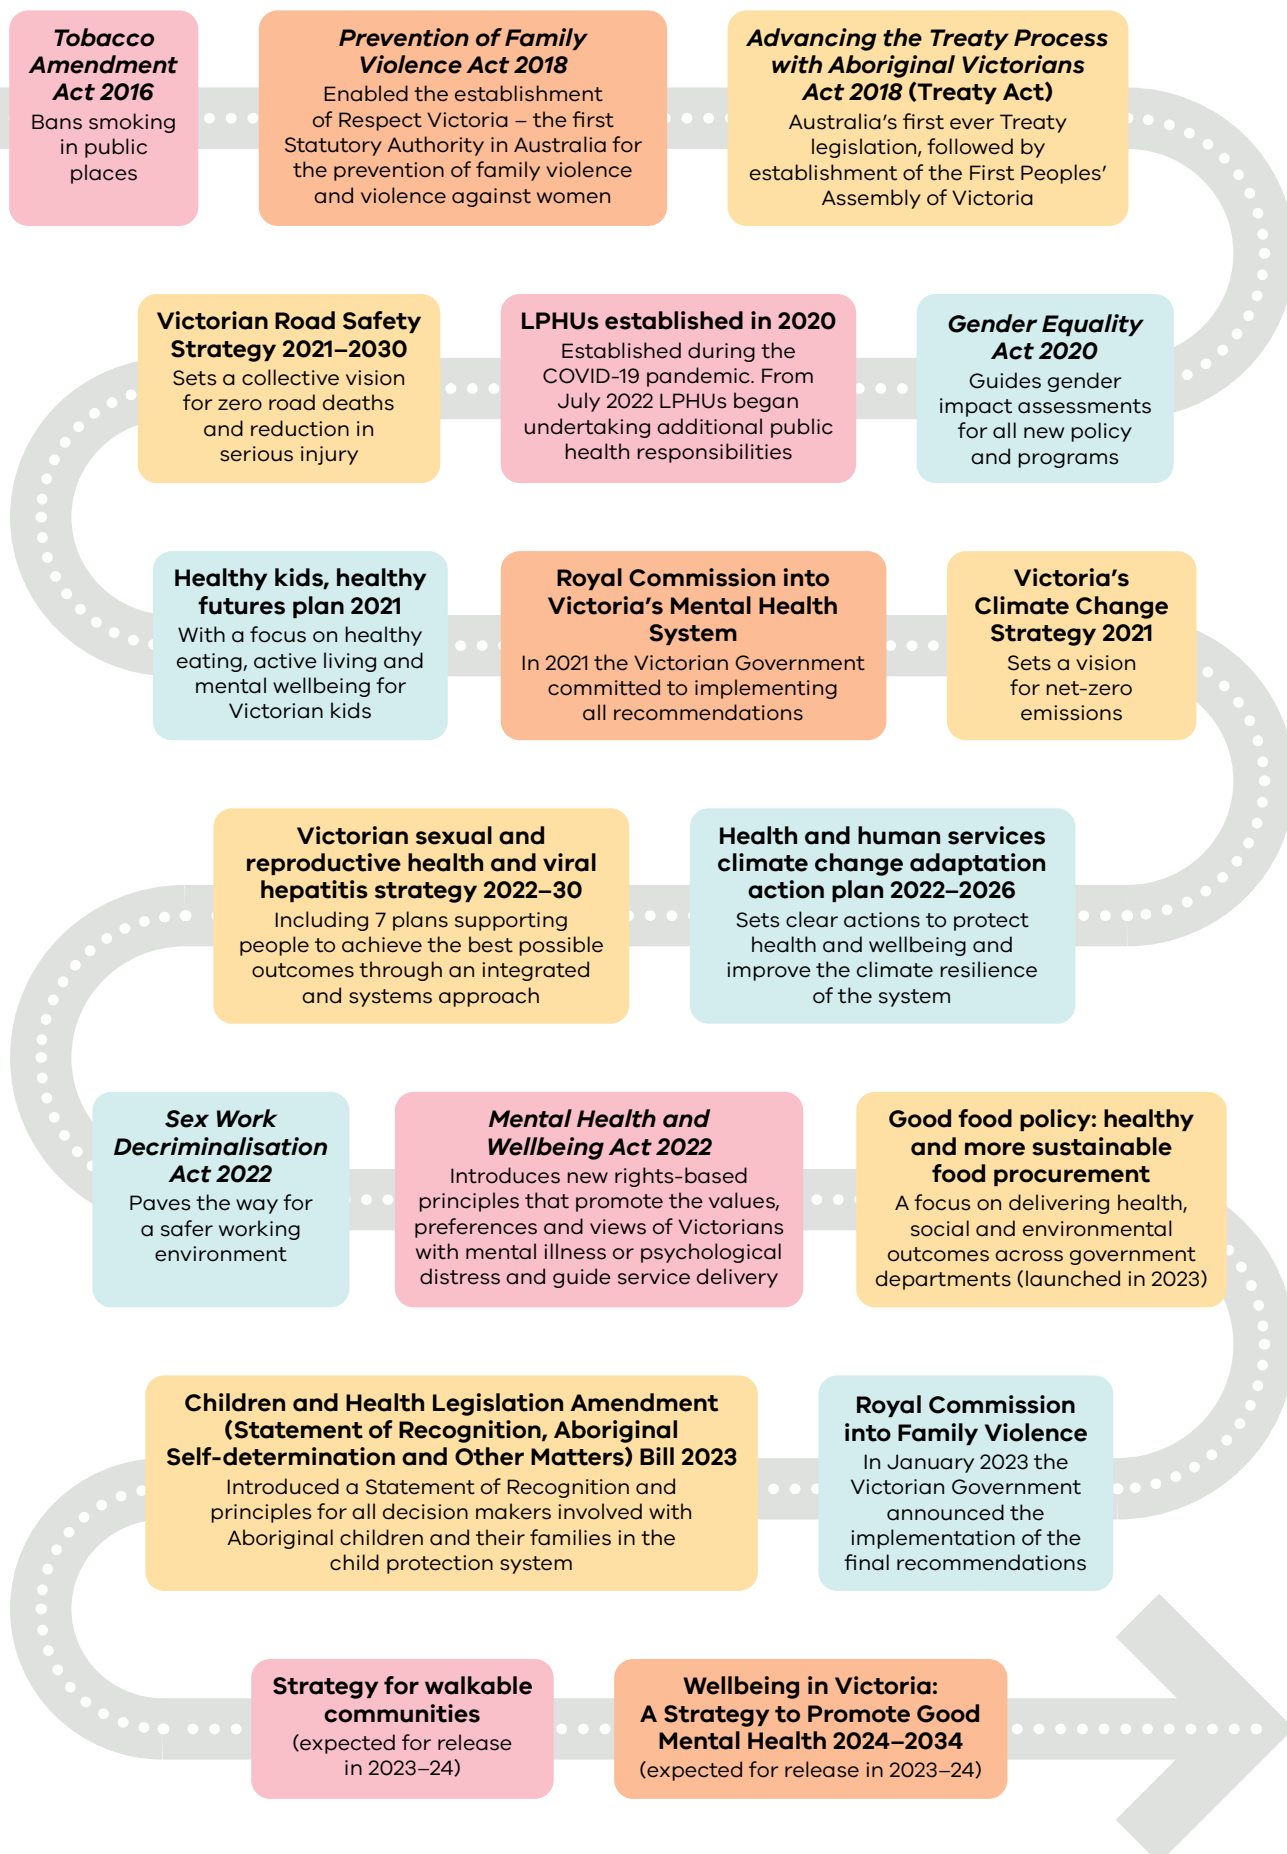 Tobacco
Amendment
Act 2016
Bans smoking
in public
places
Prevention of Family
Violence Act 2018
Enabled the establishment
of Respect Victoria – the first
Statutory Authority in Australia for
the prevention of family violence
and violence against women
Advancing the Treaty Process
with Aboriginal Victorians
Act 2018 (Treaty Act)
Australia’s first ever Treaty
legislation, followed by
establishment of the First Peoples’
Assembly of Victoria
Gender Equality
Act 2020
Guides gender
impact assessments
for all new policy
and programs
LPHUs established in 2020
Established during the
COVID-19 pandemic. From
July 2022 LPHUs began
undertaking additional public
health responsibilities
Victorian Road Safety
Strategy 2021–2030
Sets a collective vision
for zero road deaths
and reduction in
serious injury
Healthy kids, healthy
futures plan 2021
With a focus on healthy
eating, active living and
mental wellbeing for
Victorian kids
Royal Commission into
Victoria’s Mental Health
System
In 2021 the Victorian Government
committed to implementing
all recommendations
Victoria’s
Climate Change
Strategy 2021
Sets a vision
for net-zero
emissions
Health and human services
climate change adaptation
action plan 2022–2026
Sets clear actions to protect
health and wellbeing and
improve the climate resilience
of the system
Victorian sexual and
reproductive health and viral
hepatitis strategy 2022–30
Including 7 plans supporting
people to achieve the best possible
outcomes through an integrated
and systems approach
Sex Work
Decriminalisation
Act 2022
Paves the way for
a safer working
environment
Mental Health and
Wellbeing Act 2022
Introduces new rights-based
principles that promote the values,
preferences and views of Victorians
with mental illness or psychological
distress and guide service delivery
Good food policy: healthy
and more sustainable
food procurement
A focus on delivering health,
social and environmental
outcomes across government
departments (launched in 2023)
Royal Commission
into Family Violence
In January 2023 the
Victorian Government
announced the
implementation of the
final recommendations
Children and Health Legislation Amendment
(Statement of Recognition, Aboriginal
Self-determination and Other Matters) Bill 2023
Introduced a Statement of Recognition and
principles for all decision makers involved with
Aboriginal children and their families in the
child protection system
Strategy for walkable
communities
(expected for release
in 2023–24)
Wellbeing in Victoria:
A Strategy to Promote Good
Mental Health 2024–2034
(expected for release in 2023–24)